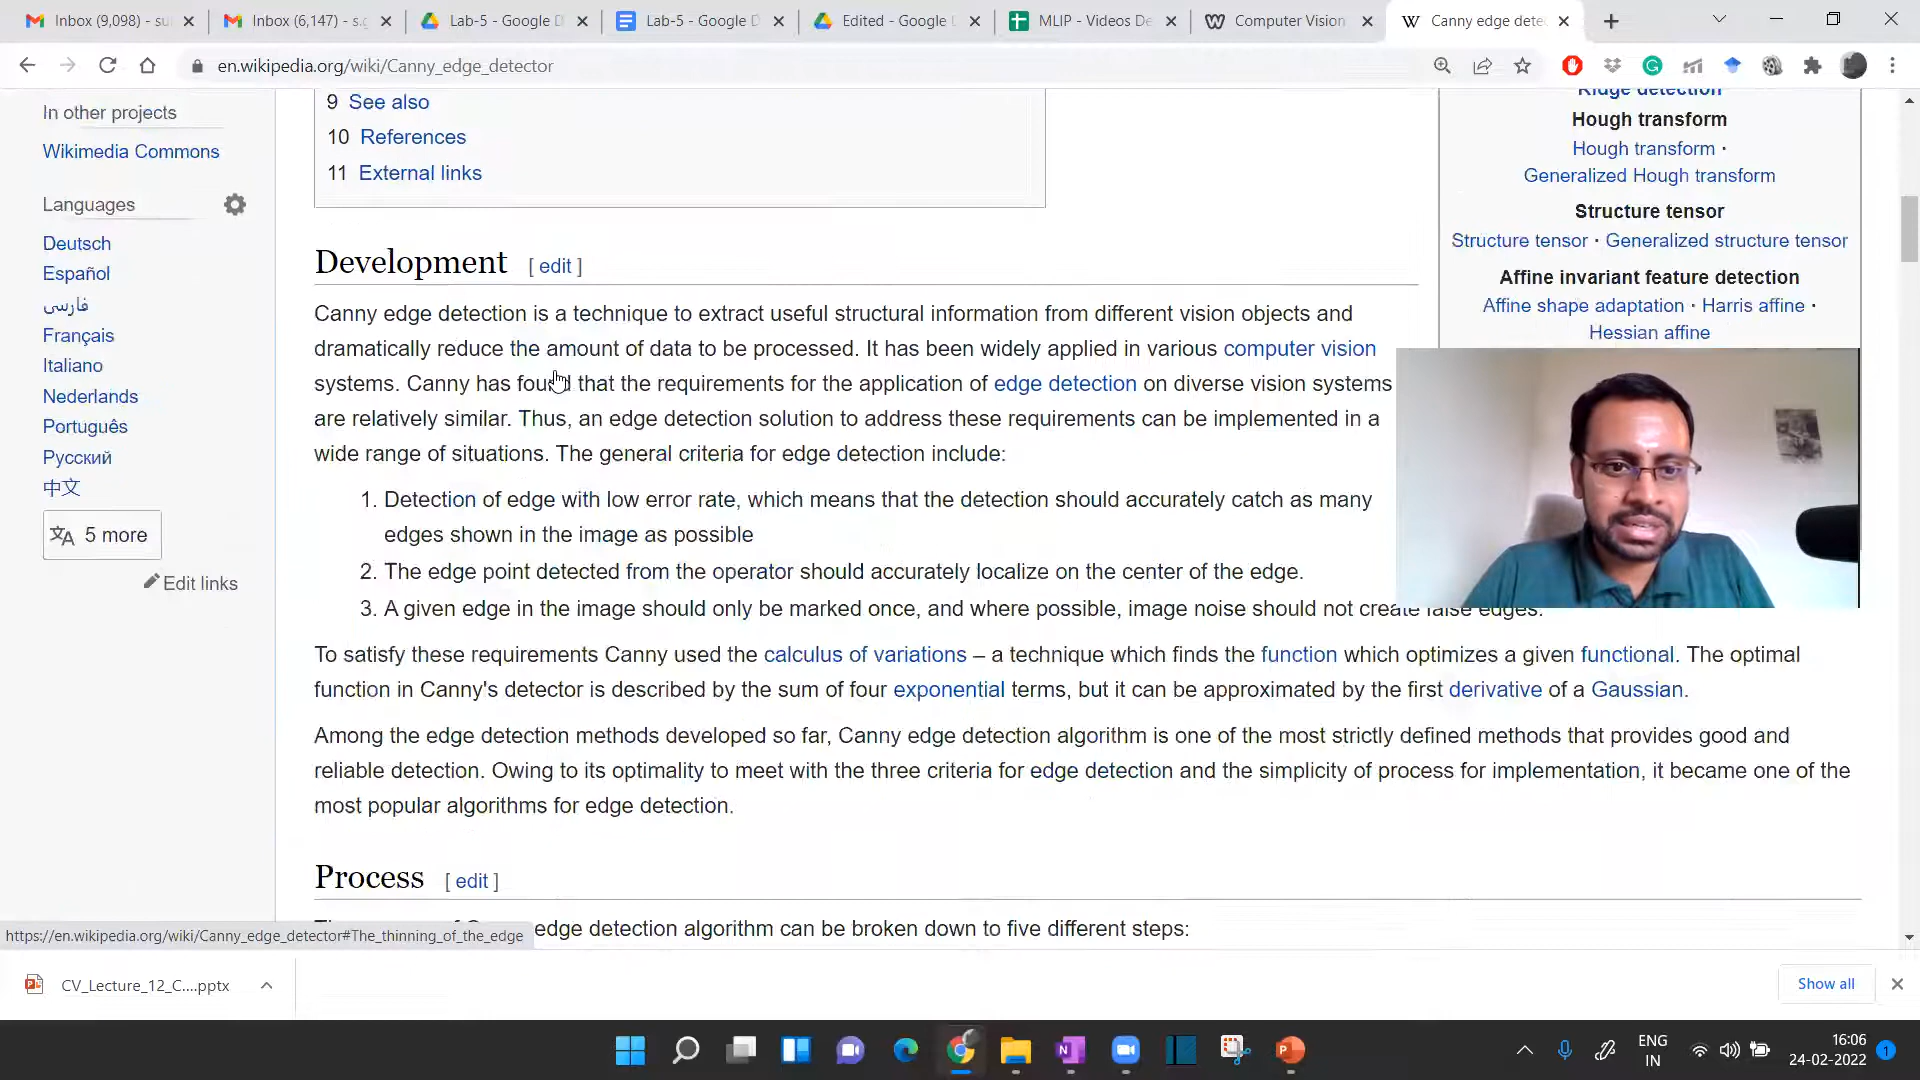 Inbox (9,098) - su
Inbox (6,147) - s.g
Lab-5 - Google D
Lab-5 - Google D
Edited - Google D
MLIP - Videos De
Computer Vision
Canny edge dete
en.wikipedia.org/wiki/Canny_edge_detector
In other projects
Wikimedia Commons
Languages
Deutsch
Español
فارسی
Français
Italiano
Nederlands
Português
Русский
中文
5 more
Edit links
9 See also
10 References
11 External links
Ridge detection
Hough transform
Hough transform ·
Generalized Hough transform
Structure tensor
Structure tensor · Generalized structure tensor
Affine invariant feature detection
Affine shape adaptation · Harris affine ·
Hessian affine
Development [ edit ]
Canny edge detection is a technique to extract useful structural information from different vision objects and
dramatically reduce the amount of data to be processed. It has been widely applied in various computer vision
systems. Canny has found that the requirements for the application of edge detection on diverse vision systems
are relatively similar. Thus, an edge detection solution to address these requirements can be implemented in a
wide range of situations. The general criteria for edge detection include:
1. Detection of edge with low error rate, which means that the detection should accurately catch as many
edges shown in the image as possible
2. The edge point detected from the operator should accurately localize on the center of the edge.
3. A given edge in the image should only be marked once, and where possible, image noise should not create false edges.
To satisfy these requirements Canny used the calculus of variations – a technique which finds the function which optimizes a given functional. The optimal
function in Canny's detector is described by the sum of four exponential terms, but it can be approximated by the first derivative of a Gaussian.
Among the edge detection methods developed so far, Canny edge detection algorithm is one of the most strictly defined methods that provides good and
reliable detection. Owing to its optimality to meet with the three criteria for edge detection and the simplicity of process for implementation, it became one of the
most popular algorithms for edge detection.
Process [ edit ]
edge detection algorithm can be broken down to five different steps:
https://en.wikipedia.org/wiki/Canny_edge_detector#The_thinning_of_the_edge
CV_Lecture_12_C....pptx
Show all
ENG
IN
16:06
24-02-2022
1